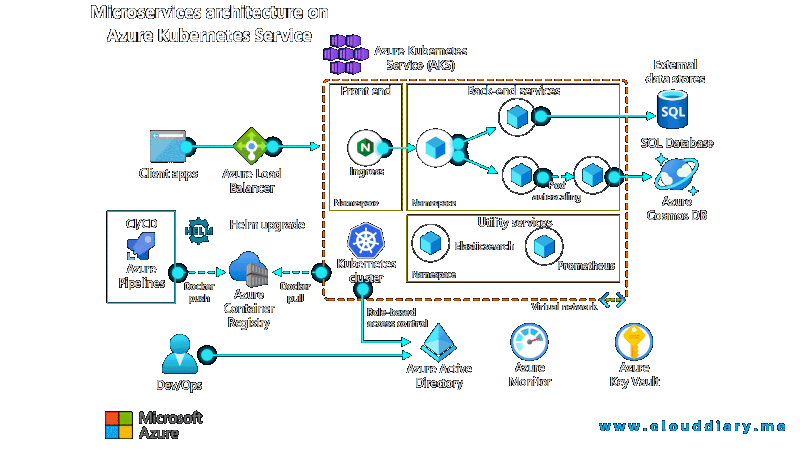 Microservices architecture on
Azure Kubernetes Service
Azure Kubernetes
Service (AKS)
External
data stores
Front end
Back-end services
SQL
SQL Database
N
Ingress
Client apps
Azure Load
Balancer
Pod
autoscaling
Azure
Cosmos DB
Namespace
Namespace
CI/CD
Azure
Pipelines
HELM
Helm upgrade
Utility services
Elasticsearch
Prometheus
Namespace
Kubernetes
cluster
Docker
push
Azure
Container
Registry
Docker
pull
Virtual network
Role-based
access control
Dev/Ops
Azure Active
Directory
Azure
Monitor
Azure
Key Vault
Microsoft
Azure
www.clouddiary.me